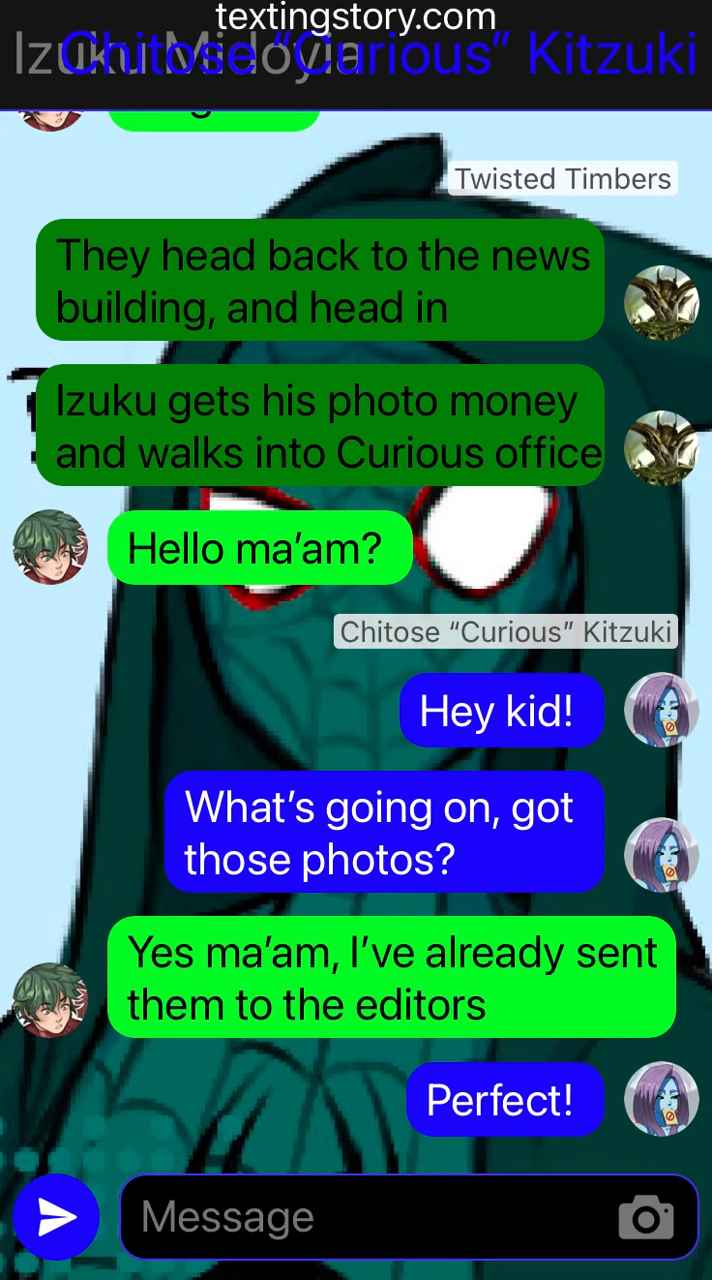 textingstory.com
Izuku Midoyia
Chitose “Curious” Kitzuki
Twisted Timbers
They head back to the news
building, and head in
Izuku gets his photo money
and walks into Curious office
Hello ma’am?
Chitose “Curious” Kitzuki
Hey kid!
What’s going on, got
those photos?
Yes ma’am, I’ve already sent
them to the editors
Perfect!
Message